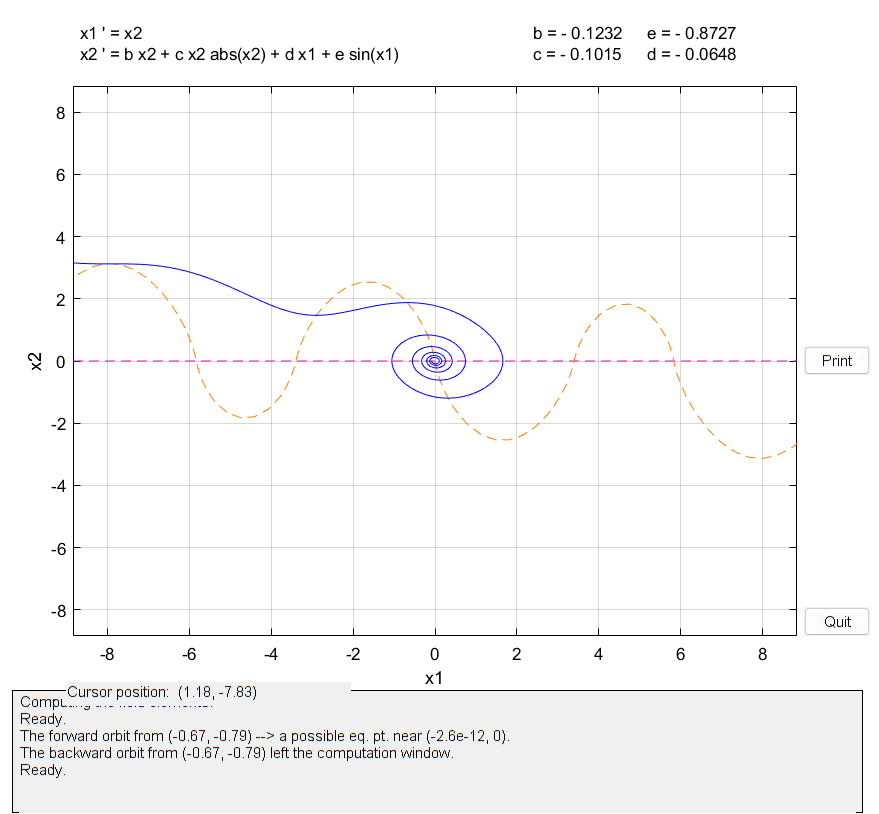 x1 ' = x2
x2 ' = b x2 + c x2 abs(x2) + d x1 + e sin(x1)
b = - 0.1232 e = - 0.8727
c = - 0.1015 d = - 0.0648
8
6
4
2
0
-2
-4
-6
-8
x2
-8 -6 -4 -2 0 2 4 6 8
x1
Print
Quit
Cursor position: (1.18, -7.83)
Computing the field elements.
Ready.
The forward orbit from (-0.67, -0.79) --> a possible eq. pt. near (-2.6e-12, 0).
The backward orbit from (-0.67, -0.79) left the computation window.
Ready.